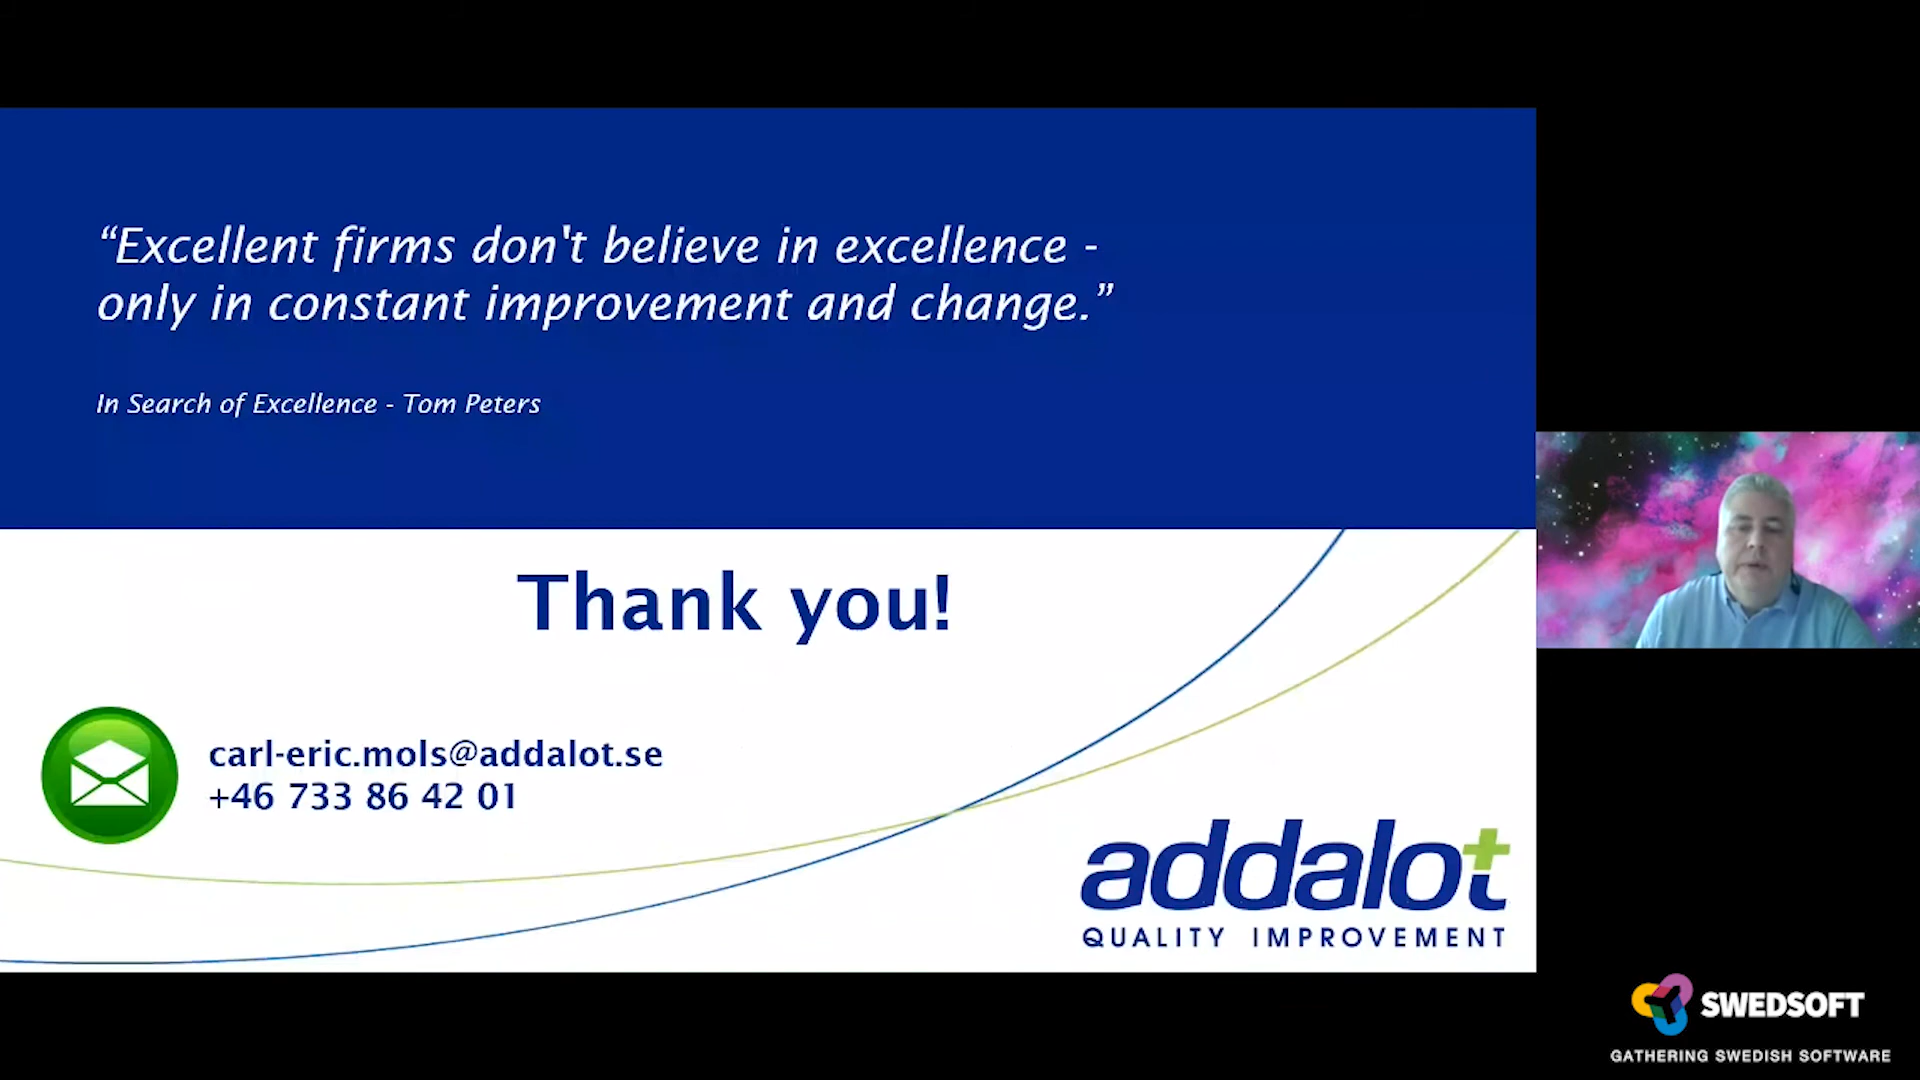 “Excellent firms don't believe in excellence -
only in constant improvement and change.”
In Search of Excellence - Tom Peters
Thank you!
carl-eric.mols@addalot.se
+46 733 86 42 01
addalot
QUALITY IMPROVEMENT
SWEDSOFT
GATHERING SWEDISH SOFTWARE